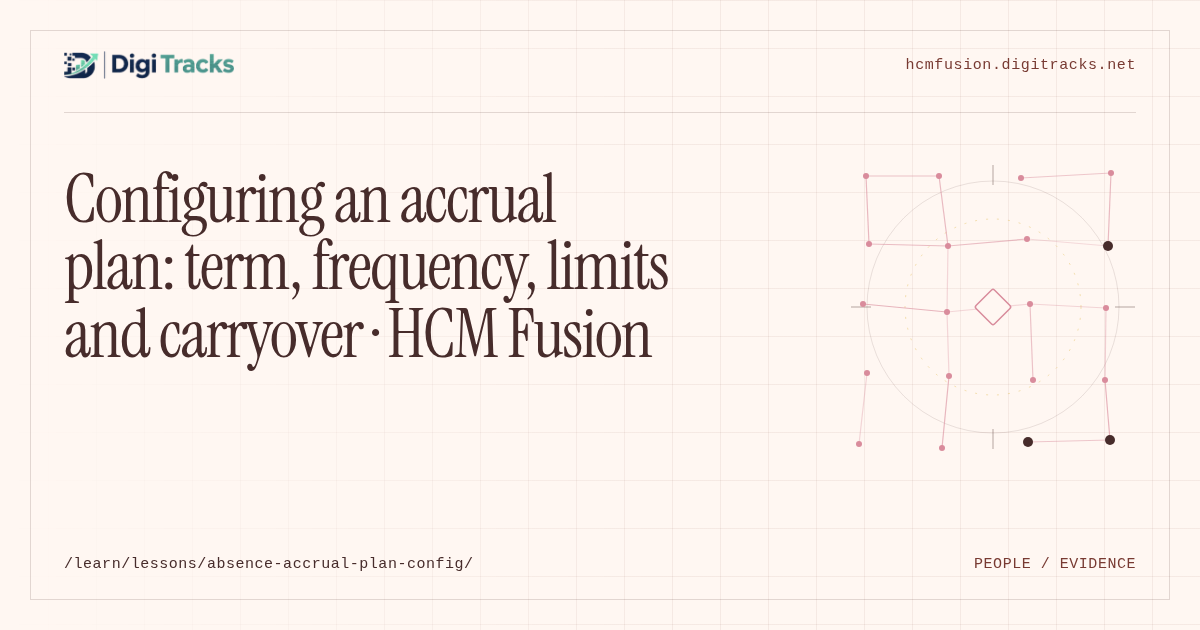 Digi Tracks
hcmfusion.digitracks.net
Configuring an accrual
plan: term, frequency, limits
and carryover · HCM Fusion
/learn/lessons/absence-accrual-plan-config/
PEOPLE / EVIDENCE